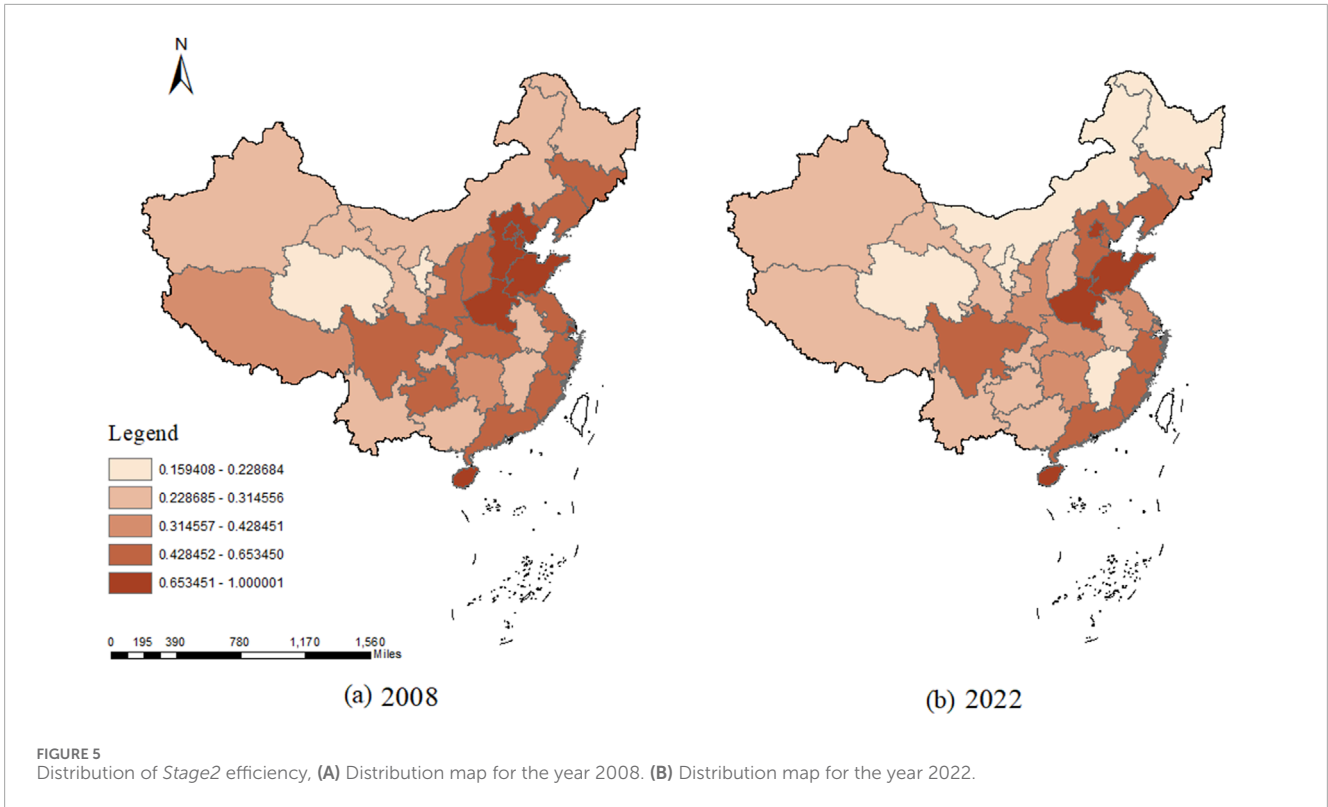 N
Legend
0.159408 - 0.228684
0.228685 - 0.314556
0.314557 - 0.428451
0.428452 - 0.653450
0.653451 - 1.000001
0 195 390 780 1,170 1,560
Miles
(a) 2008
(b) 2022
FIGURE 5
Distribution of Stage2 efficiency, (A) Distribution map for the year 2008. (B) Distribution map for the year 2022.